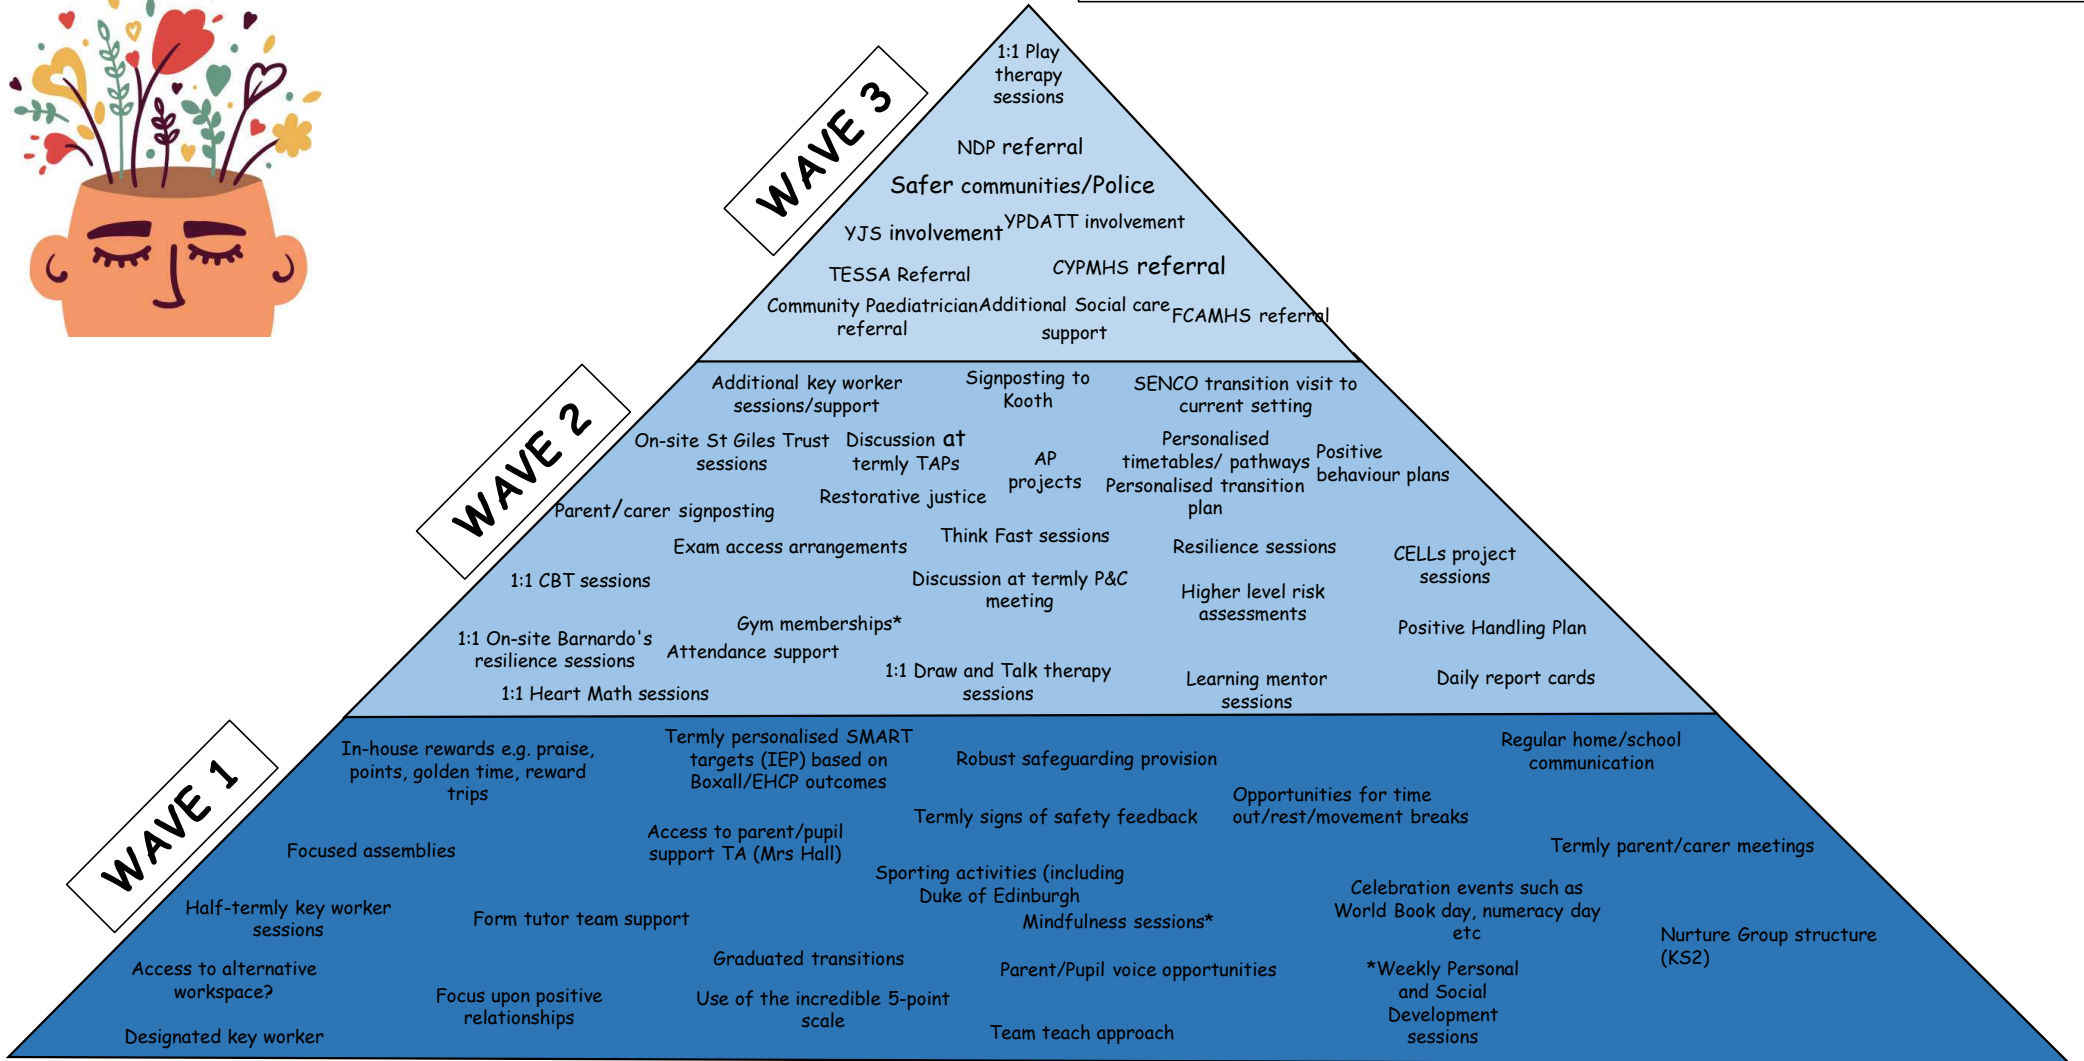 WAVE 3
1:1 Play
therapy
sessions
NDP referral
Safer communities/Police
YJS involvement
YPDATT involvement
TESSA Referral
CYPMHS referral
Community Paediatrician
referral
Additional Social care
support
FCAMHS referral
WAVE 2
Additional key worker
sessions/support
Signposting to
Kooth
SENCO transition visit to
current setting
On-site St Giles Trust
sessions
Discussion at
termly TAPs
AP
projects
Personalised
timetables/ pathways
Positive
behaviour plans
Personalised transition
plan
Restorative justice
Parent/carer signposting
Exam access arrangements
Think Fast sessions
Resilience sessions
CELLs project
sessions
1:1 CBT sessions
Discussion at termly P&C
meeting
Higher level risk
assessments
Gym memberships*
Positive Handling Plan
1:1 On-site Barnardo's
resilience sessions
Attendance support
1:1 Draw and Talk therapy
sessions
Learning mentor
sessions
Daily report cards
1:1 Heart Math sessions
WAVE 1
In-house rewards e.g. praise,
points, golden time, reward
trips
Termly personalised SMART
targets (IEP) based on
Boxall/EHCP outcomes
Robust safeguarding provision
Regular home/school
communication
Termly signs of safety feedback
Opportunities for time
out/rest/movement breaks
Focused assemblies
Access to parent/pupil
support TA (Mrs Hall)
Termly parent/carer meetings
Sporting activities (including
Duke of Edinburgh
Celebration events such as
World Book day, numeracy day
etc
Half-termly key worker
sessions
Form tutor team support
Mindfulness sessions*
Nurture Group structure
(KS2)
Graduated transitions
Access to alternative
workspace?
Parent/Pupil voice opportunities
*Weekly Personal
and Social
Development
sessions
Focus upon positive
relationships
Use of the incredible 5-point
scale
Designated key worker
Team teach approach